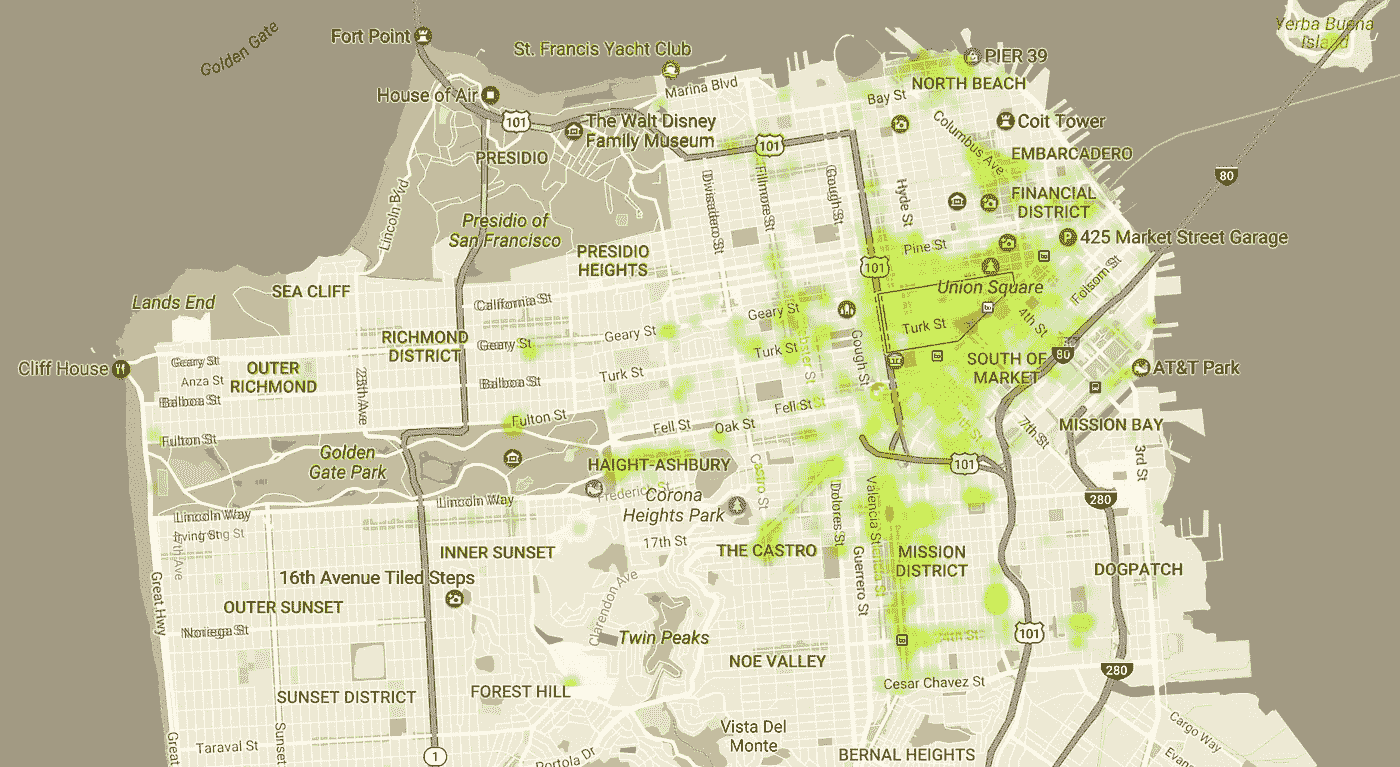 Golden Gate
Fort Point
St. Francis Yacht Club
Yerba Buena
Island
PIER 39
NORTH BEACH
House of Air
Marina Blvd
Bay St
101
The Walt Disney
Family Museum
Columbus Ave
Coit Tower
101
PRESIDIO
EMBARCADERO
80
Lincoln Blvd
Divisadero St
Fillmore St
Gough St
Hyde St
FINANCIAL
DISTRICT
Presidio of
San Francisco
425 Market Street Garage
PRESIDIO
HEIGHTS
Pine St
101
Folsom St
SEA CLIFF
Union Square
Lands End
California St
Geary St
4th St
RICHMOND
DISTRICT
Geary St
Turk St
Geary St
Turk St
Gough St
80
Cliff House
Geary St
OUTER
RICHMOND
Anza St
SOUTH OF
MARKET
AT&T Park
Balboa St
Turk St
Balboa St
Fell St
Fulton St
Fell St
Oak St
7th St
MISSION BAY
Fulton St
Golden
Gate Park
HAIGHT-ASHBURY
101
3rd St
Frederick St
Castro St
Dolores St
Valencia St
Lincoln Way
Corona
Heights Park
280
Lincoln Way
Irving St
17th St
THE CASTRO
INNER SUNSET
MISSION
DISTRICT
Guerrero St
DOGPATCH
16th Avenue Tiled Steps
Great Hwy
Clarendon Ave
OUTER SUNSET
Noriega St
Twin Peaks
101
NOE VALLEY
280
SUNSET DISTRICT
FOREST HILL
Cesar Chavez St
Great
Sunset
Taraval St
1
Portola Dr
Vista Del
Monte
BERNAL HEIGHTS
Cargo Way
Evans